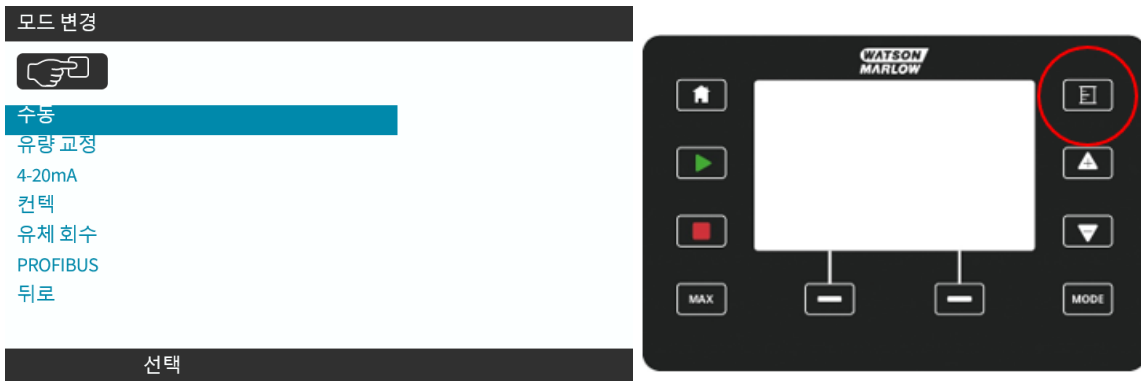 모드 변경
수동
유량 교정
4-20mA
컨텍
유체 회수
PROFIBUS
뒤로
선택
WATSON
MARLOW
MAX
MODE